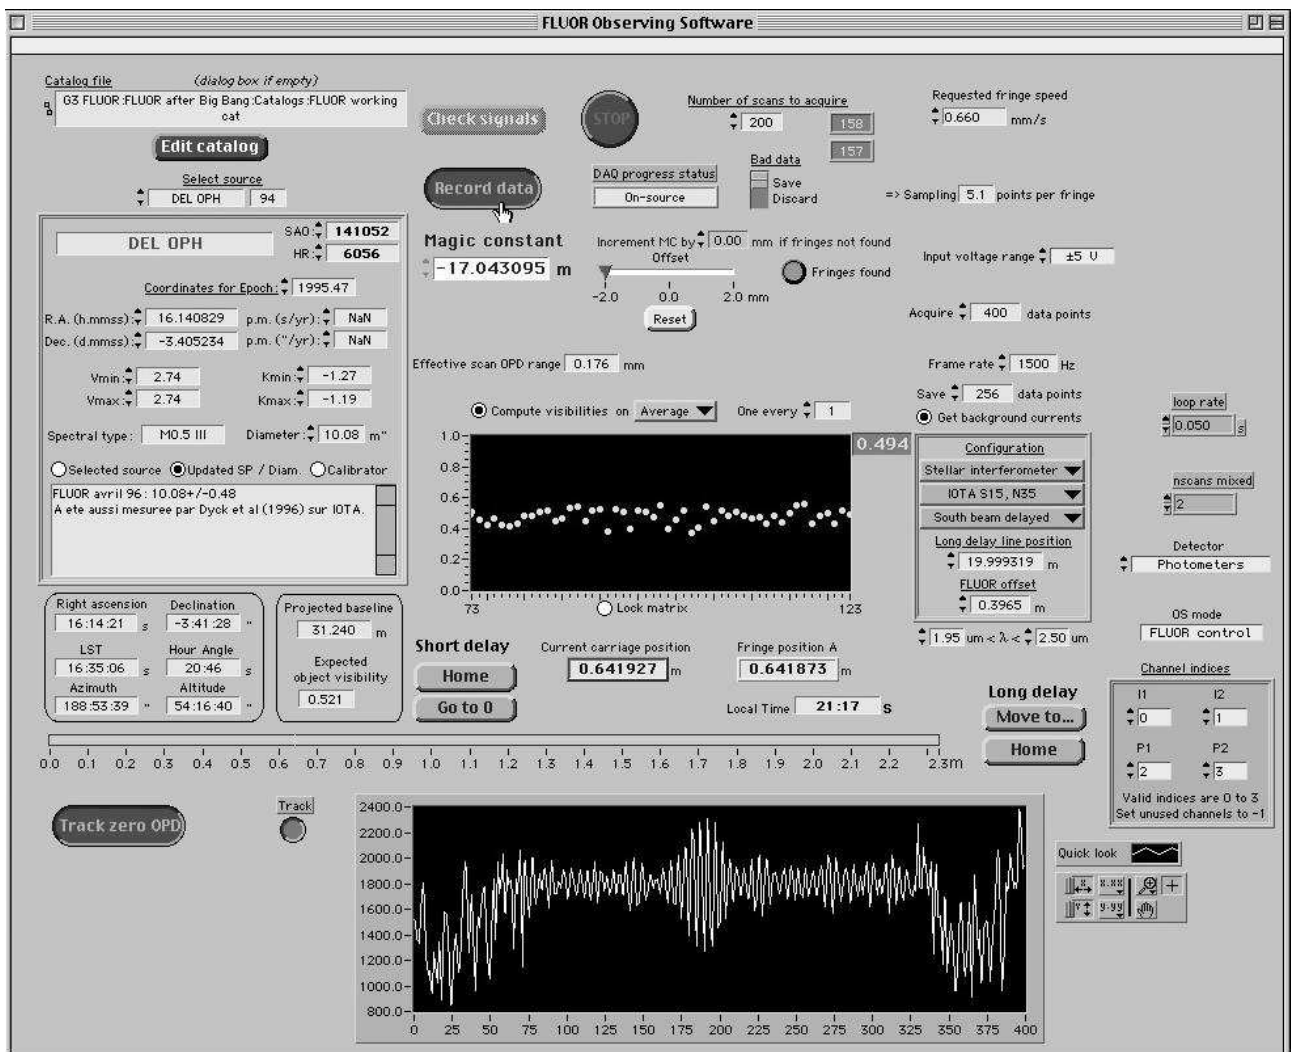 FLUOR Observing Software
Catalog file (dialog box if empty)
G3 FLUOR :FLUOR after Big Bang :Catalogs :FLUOR working
cat
Edit catalog
Select source
DEL OPH 94
Check signals
STOP
Number of scans to acquire
200
158
157
Requested fringe speed
0.660 mm/s
Record data
DAQ progress status
On-source
Bad data
Save
Discard
=> Sampling 5.1 points per fringe
DEL OPH
SAO: 141052
HR: 6056
Coordinates for Epoch: 1995.47
R.A. (h.mmss): 16.140829 p.m. (s/yr): NaN
Dec. (d.mmss): -3.405234 p.m. ("/yr): NaN
Vmin: 2.74 Kmin: -1.27
Vmax: 2.74 Kmax: -1.19
Spectral type: M0.5 III Diameter: 10.08 m"
Selected source Updated SP / Diam. Calibrator
FLUOR avril 96 : 10.08+/-0.48
A ete aussi mesuree par Dyck et al (1996) sur IOTA.
Magic constant
-17.043095 m
Increment MC by 0.00 mm if fringes not found
Offset
-2.0 0.0 2.0 mm
Reset
Fringes found
Input voltage range ±5 V
Acquire 400 data points
Effective scan OPD range 0.176 mm
Frame rate 1500 Hz
Save 256 data points
Get background currents
Compute visibilities on Average One every 1
0.494
1.0
0.8
0.6
0.4
0.2
0.0
73 123
Lock matrix
Configuration
Stellar interferometer
IOTA S15, N35
South beam delayed
Long delay line position
19.999319 m
FLUOR offset
0.3965 m
1.95 um < λ < 2.50 um
loop rate
0.050 s
nscans mixed
2
Detector
Photometers
OS mode
FLUOR control
Right ascension Declination
16:14:21 s -3:41:28 "
LST Hour Angle
16:35:06 s 20:46 s
Azimuth Altitude
188:53:39 " 54:16:40 "
Projected baseline
31.240 m
Expected
object visibility
0.521
Short delay
Home
Go to 0
Current carriage position
0.641927 m
Fringe position A
0.641873 m
Local Time 21:17 s
Long delay
Move to...
Home
Channel indices
I1 I2
0 1
P1 P2
2 3
Valid indices are 0 to 3
Set unused channels to -1
0.0 0.1 0.2 0.3 0.4 0.5 0.6 0.7 0.8 0.9 1.0 1.1 1.2 1.3 1.4 1.5 1.6 1.7 1.8 1.9 2.0 2.1 2.2 2.3m
Track zero OPD
Track
2400.0
2200.0
2000.0
1800.0
1600.0
1400.0
1200.0
1000.0
800.0
0 25 50 75 100 125 150 175 200 225 250 275 300 325 350 375 400
Quick look
X X.XX
Y Y.YY